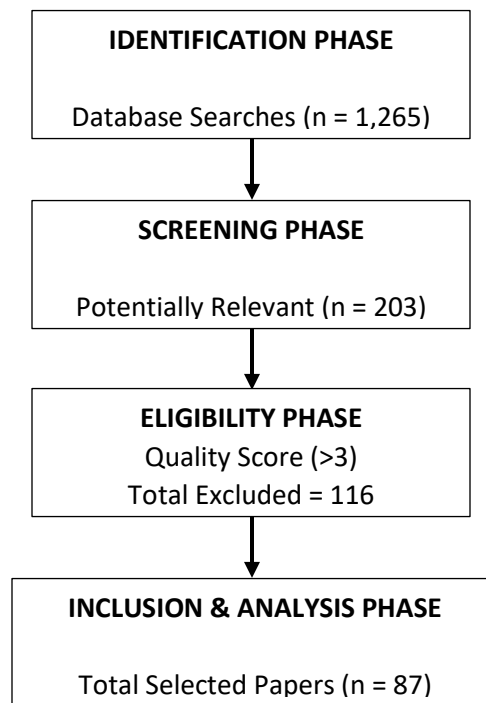 IDENTIFICATION PHASE
Database Searches (n = 1,265)
SCREENING PHASE
Potentially Relevant (n = 203)
ELIGIBILITY PHASE
Quality Score (>3)
Total Excluded = 116
INCLUSION & ANALYSIS PHASE
Total Selected Papers (n = 87)